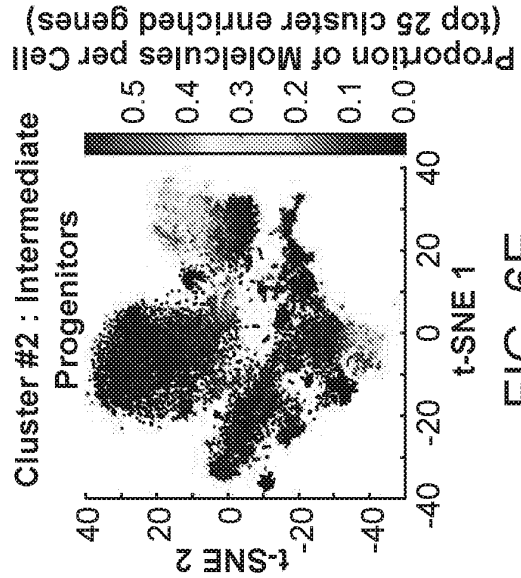 Cluster #2 : Intermediate
Progenitors
40
20
0
-20
-40
t-SNE 2
-40
-20
0
20
40
t-SNE 1
0.5
0.4
0.3
0.2
0.1
0.0
Proportion of Molelcules per Cell
(top 25 cluster enriched genes)